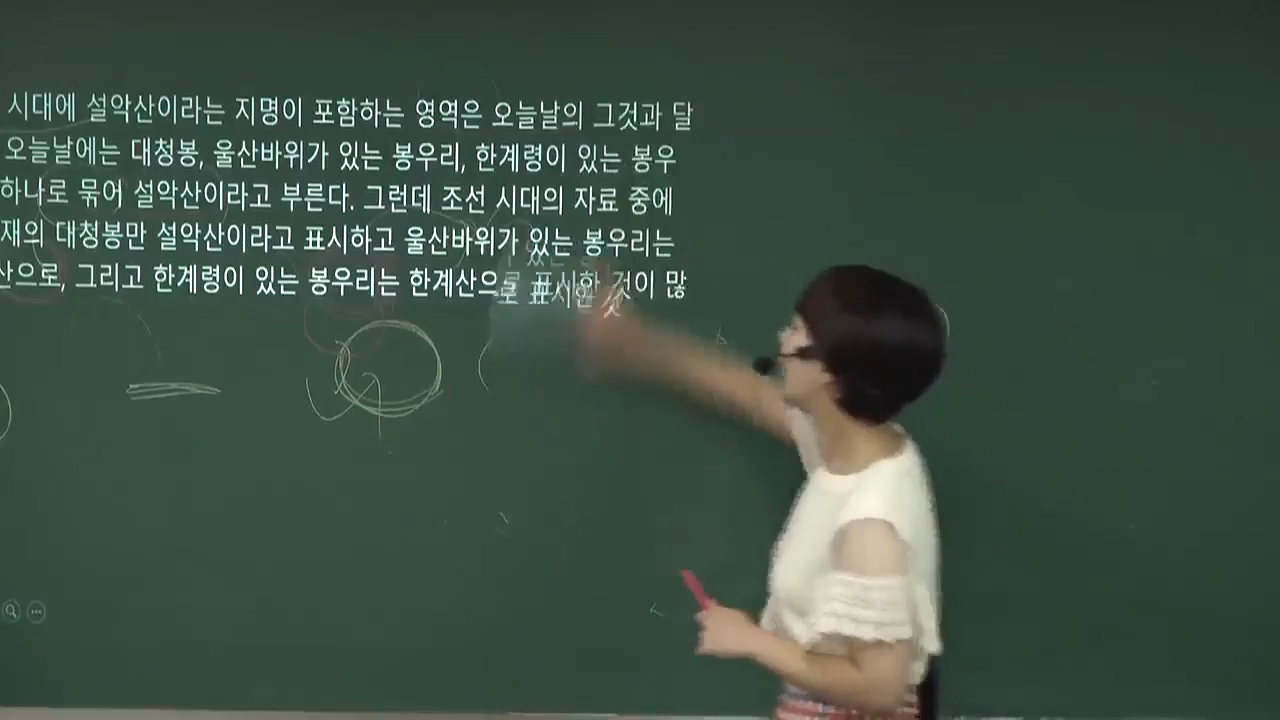 시대에 설악산이라는 지명이 포함하는 영역은 오늘날의 그것과 달
오늘날에는 대청봉, 울산바위가 있는 봉우리, 한계령이 있는 봉우
하나로 묶어 설악산이라고 부른다. 그런데 조선 시대의 자료 중에
재의 대청봉만 설악산이라고 표시하고 울산바위가 있는 봉우리는
산으로, 그리고 한계령이 있는 봉우리는 한계산으로 표시한 것이 많